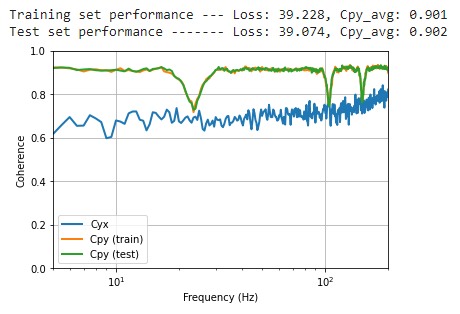 Training set performance --- Loss: 39.228, Cpy_avg: 0.901
Test set performance ------- Loss: 39.074, Cpy_avg: 0.902
1.0
0.8
0.6
0.4
0.2
0.0
Coherence
Cyx
Cpy (train)
Cpy (test)
10¹
10²
Frequency (Hz)